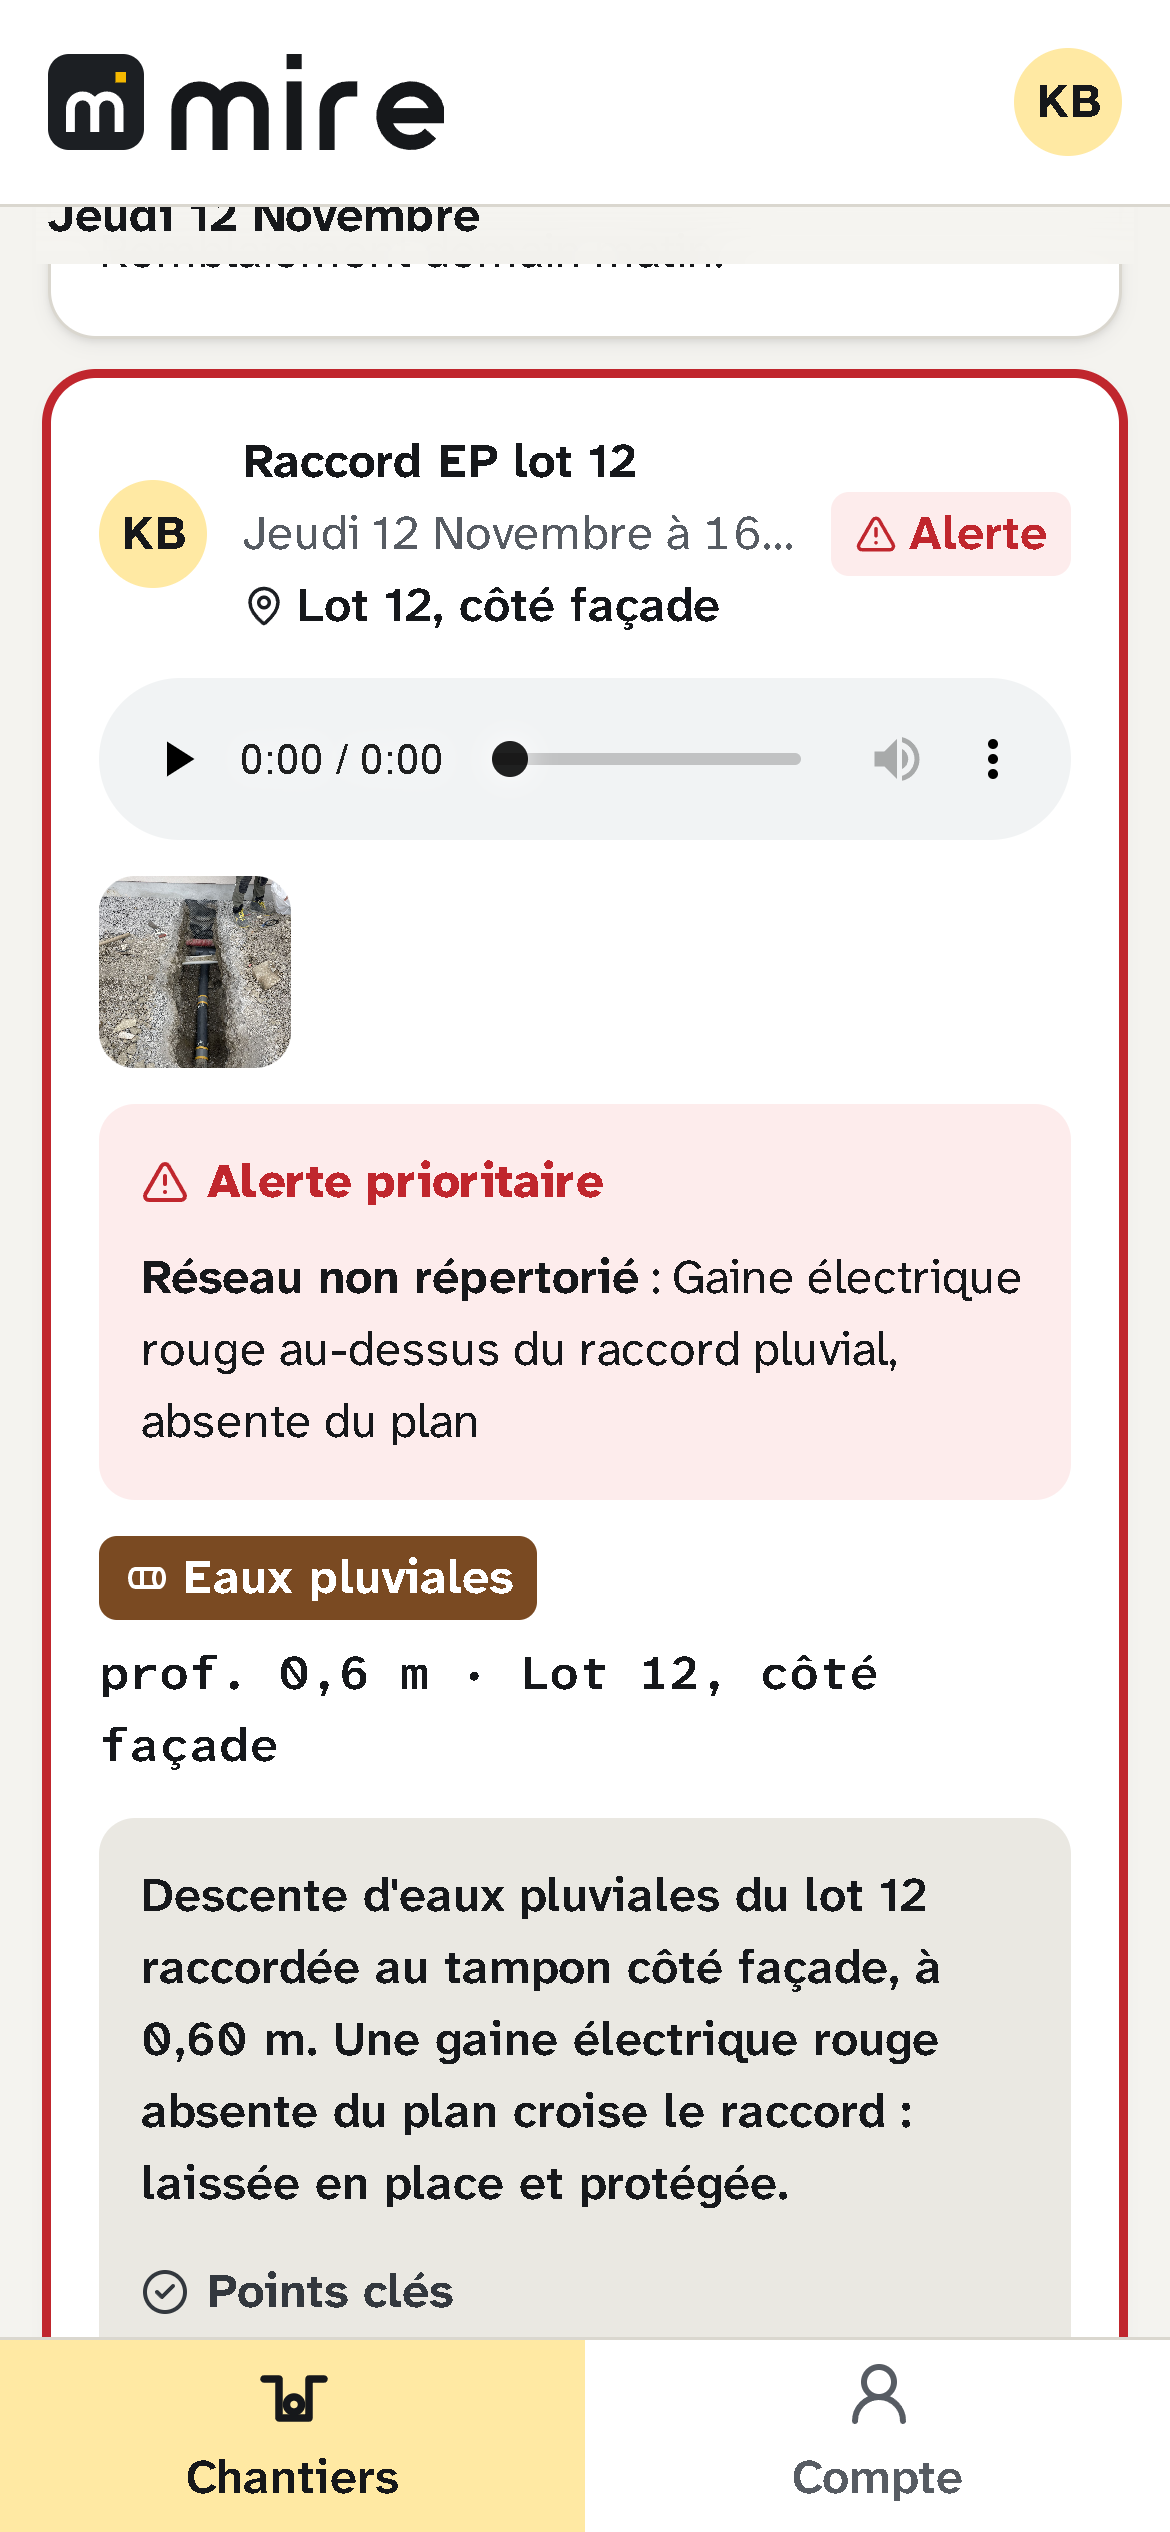 m mire
KB
Jeudi 12 Novembre
Remblaiement demain matin.
Raccord EP lot 12
KB
Jeudi 12 Novembre à 16...
Alerte
Lot 12, côté façade
0:00 / 0:00
Alerte prioritaire
Réseau non répertorié : Gaine électrique
rouge au-dessus du raccord pluvial,
absente du plan
Eaux pluviales
prof. 0,6 m · Lot 12, côté
façade
Descente d'eaux pluviales du lot 12
raccordée au tampon côté façade, à
0,60 m. Une gaine électrique rouge
absente du plan croise le raccord :
laissée en place et protégée.
Points clés
Chantiers
Compte